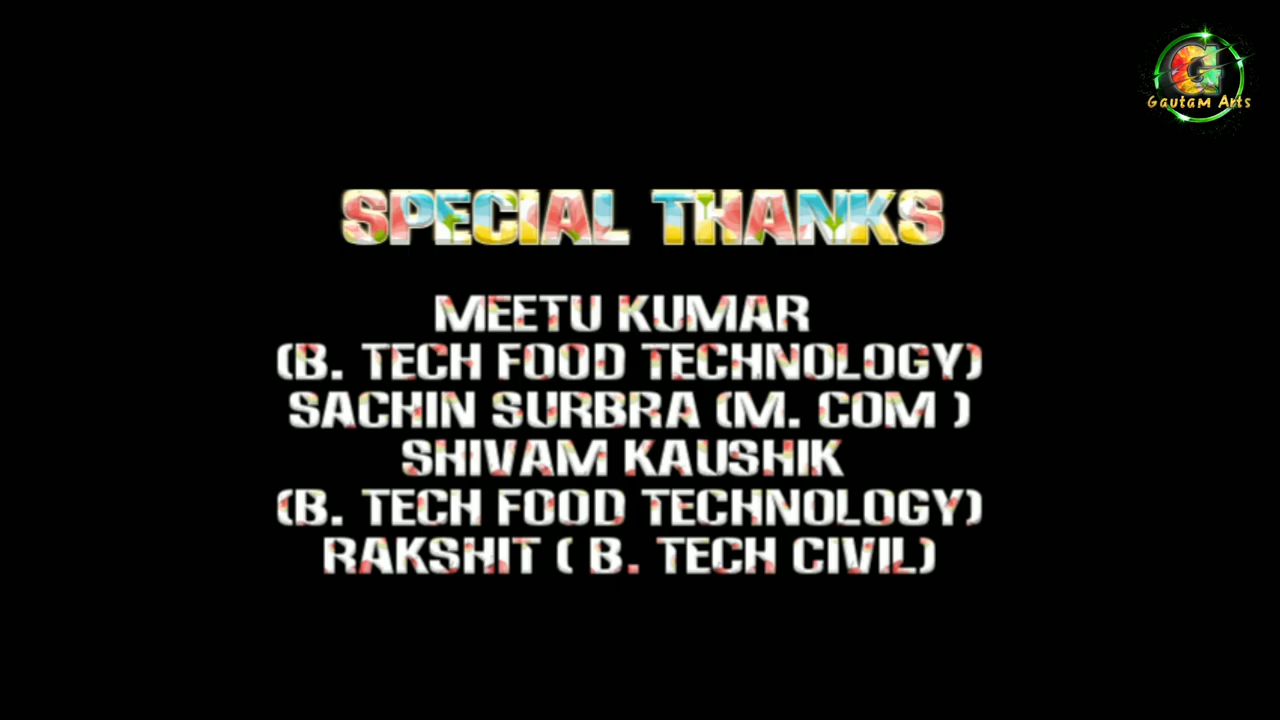 Gautam Arts
SPECIAL THANKS
MEETU KUMAR
(B. TECH FOOD TECHNOLOGY)
SACHIN SURBRA (M. COM )
SHIVAM KAUSHIK
(B. TECH FOOD TECHNOLOGY)
RAKSHIT ( B. TECH CIVIL)